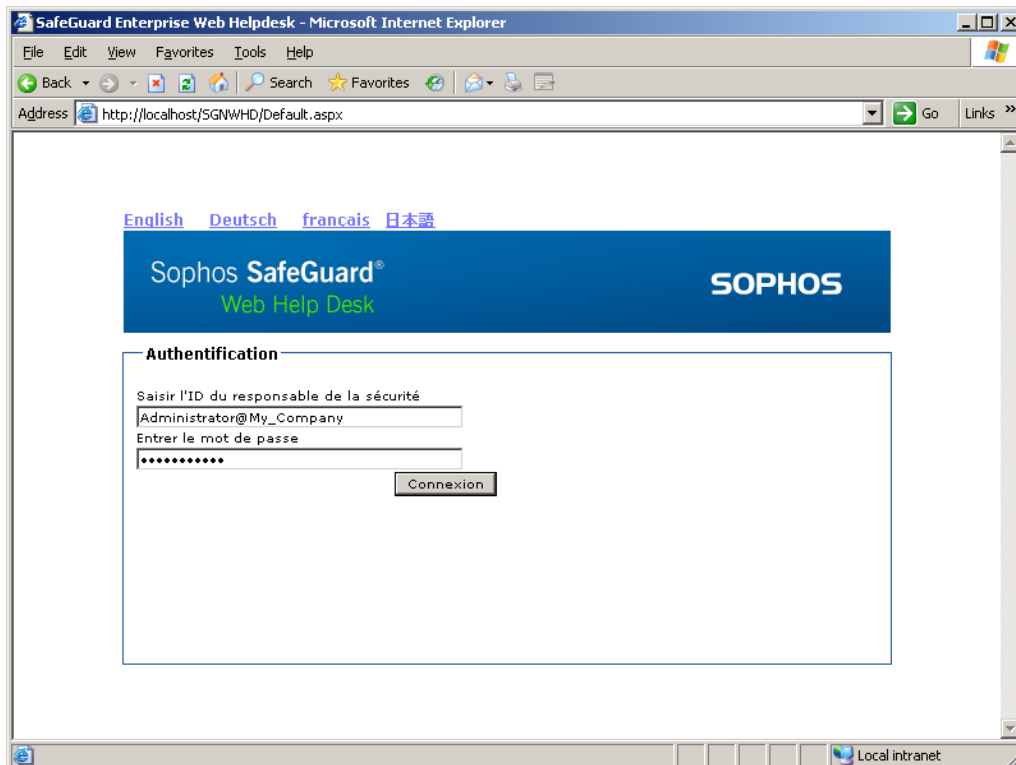 SafeGuard Enterprise Web Helpdesk - Microsoft Internet Explorer
File Edit View Favorites Tools Help
Back Search Favorites
Address http://localhost/SGNWHD/Default.aspx Go Links »
English Deutsch français 日本語
Sophos SafeGuard®
Web Help Desk
SOPHOS
Authentification
Saisir l'ID du responsable de la sécurité
Administrator@My_Company
Entrer le mot de passe
•••••••••••
Connexion
Local intranet